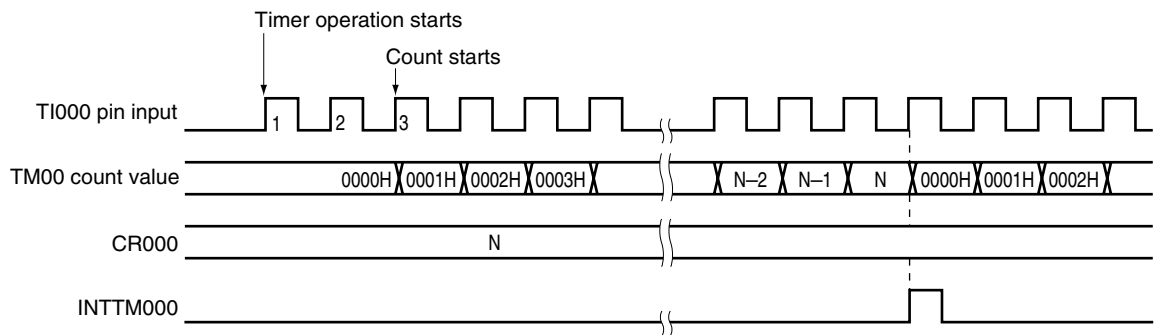 Timer operation starts
Count starts
TI000 pin input
1 2 3
TM00 count value
0000H 0001H 0002H 0003H N–2 N–1 N 0000H 0001H 0002H
CR000
N
INTTM000